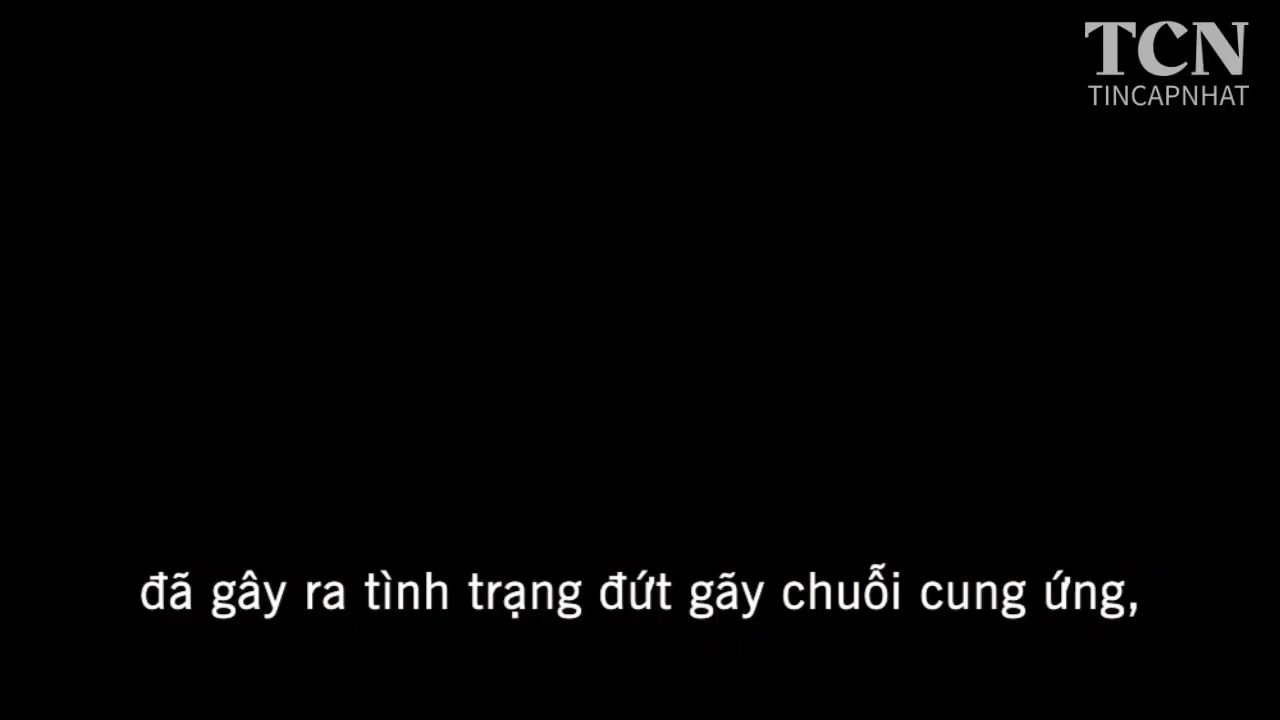 TCN
TINCAPNHAT
đã gây ra tình trạng đứt gãy chuỗi cung ứng,